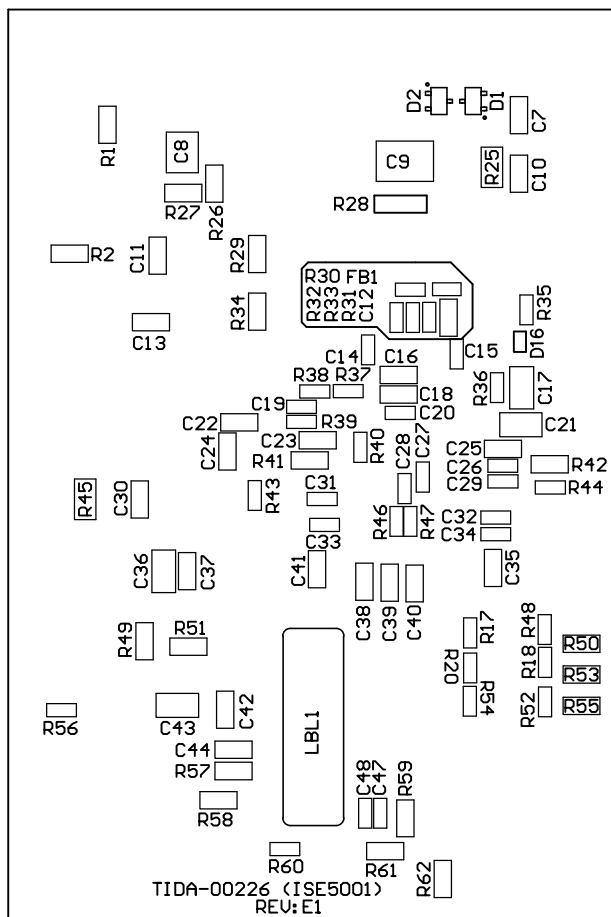 D2
D1
C7
R1
C8
C9
R25
C10
R27
R26
R28
R2
C11
R29
R30 FB1
R32
R33
R31
C12
R34
R35
C13
D16
C14
C15
C16
R38
R37
R36
C17
C18
C19
C20
C22
R39
C21
C24
C23
R40
C25
R41
C28
C27
C26
R42
C29
R44
R45
C30
R43
C31
R46
R47
C32
C33
C34
C36
C37
C41
C35
C38
C39
C40
R49
R51
R17
R48
R50
R20
R18
R53
R54
R52
R55
R56
C43
C42
LBL1
C44
R57
R58
C48
C47
R59
R60
R61
R62
TIDA-00226 (ISE5001)
REV:E1